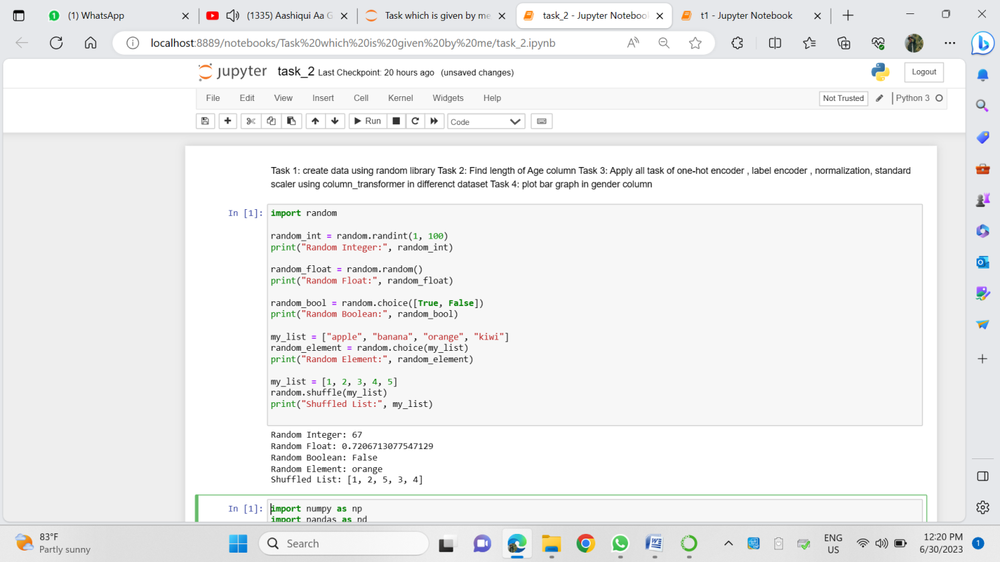 (1) WhatsApp
(1335) Aashiqui Aa G
Task which is given by me
task_2 - Jupyter Notebook
t1 - Jupyter Notebook
localhost:8889/notebooks/Task%20which%20is%20given%20by%20me/task_2.ipynb
jupyter task_2 Last Checkpoint: 20 hours ago (unsaved changes)
Logout
File Edit View Insert Cell Kernel Widgets Help
Not Trusted
Python 3
Run
Code
Task 1: create data using random library Task 2: Find length of Age column Task 3: Apply all task of one-hot encoder , label encoder , normalization, standard
scaler using column_transformer in differenct dataset Task 4: plot bar graph in gender column
In [1]: import random
random_int = random.randint(1, 100)
print("Random Integer:", random_int)
random_float = random.random()
print("Random Float:", random_float)
random_bool = random.choice([True, False])
print("Random Boolean:", random_bool)
my_list = ["apple", "banana", "orange", "kiwi"]
random_element = random.choice(my_list)
print("Random Element:", random_element)
my_list = [1, 2, 3, 4, 5]
random.shuffle(my_list)
print("Shuffled List:", my_list)
Random Integer: 67
Random Float: 0.7206713077547129
Random Boolean: False
Random Element: orange
Shuffled List: [1, 2, 5, 3, 4]
In [1]: import numpy as np
import pandas as pd
83°F
Partly sunny
Search
ENG
US
12:20 PM
6/30/2023
1